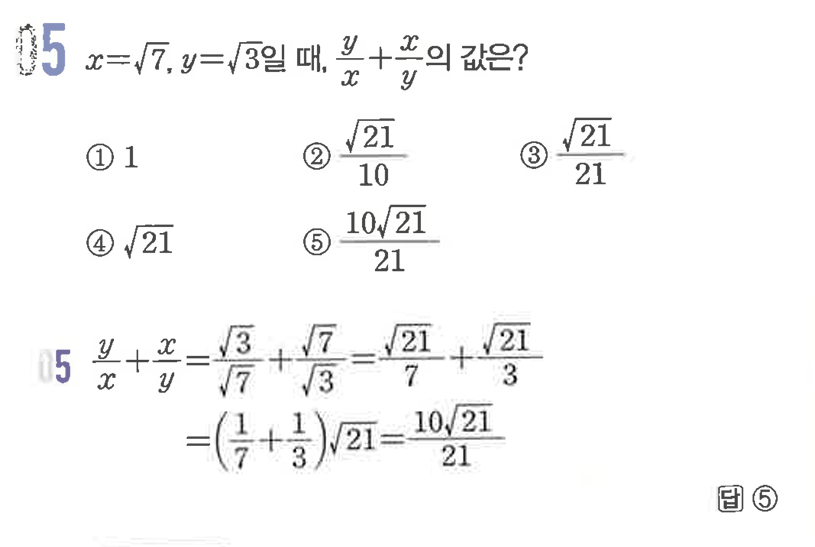 05 x=√7, y=√3일 때, y/x + x/y의 값은?
① 1 ② √21/10 ③ √21/21
④ √21 ⑤ 10√21/21
05 y/x + x/y = √3/√7 + √7/√3 = √21/7 + √21/3
=(1/7 + 1/3)√21 = 10√21/21
답 ⑤